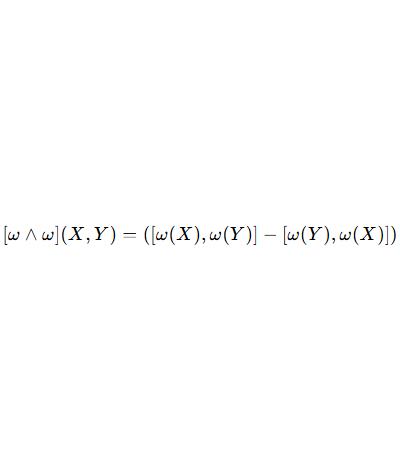 [ω ∧ ω](X, Y) = ([ω(X), ω(Y)] − [ω(Y), ω(X)])